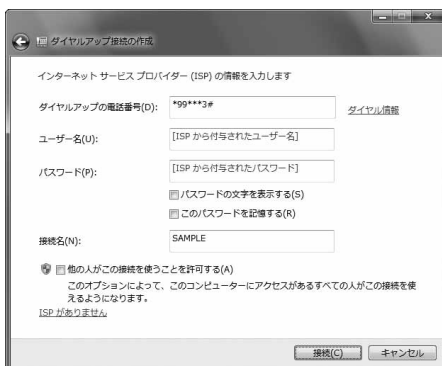 ダイヤルアップ接続の作成
インターネット サービス プロバイダー (ISP) の情報を入力します
ダイヤルアップの電話番号(D):
*99***3#
ダイヤル情報
ユーザー名(U):
[ISP から付与されたユーザー名]
パスワード(P):
[ISP から付与されたパスワード]
パスワードの文字を表示する(S)
このパスワードを記憶する(R)
接続名(N):
SAMPLE
他の人がこの接続を使うことを許可する(A)
このオプションによって、このコンピューターにアクセスがあるすべての人がこの接続を使
えるようになります。
ISP がありません
接続(C)
キャンセル